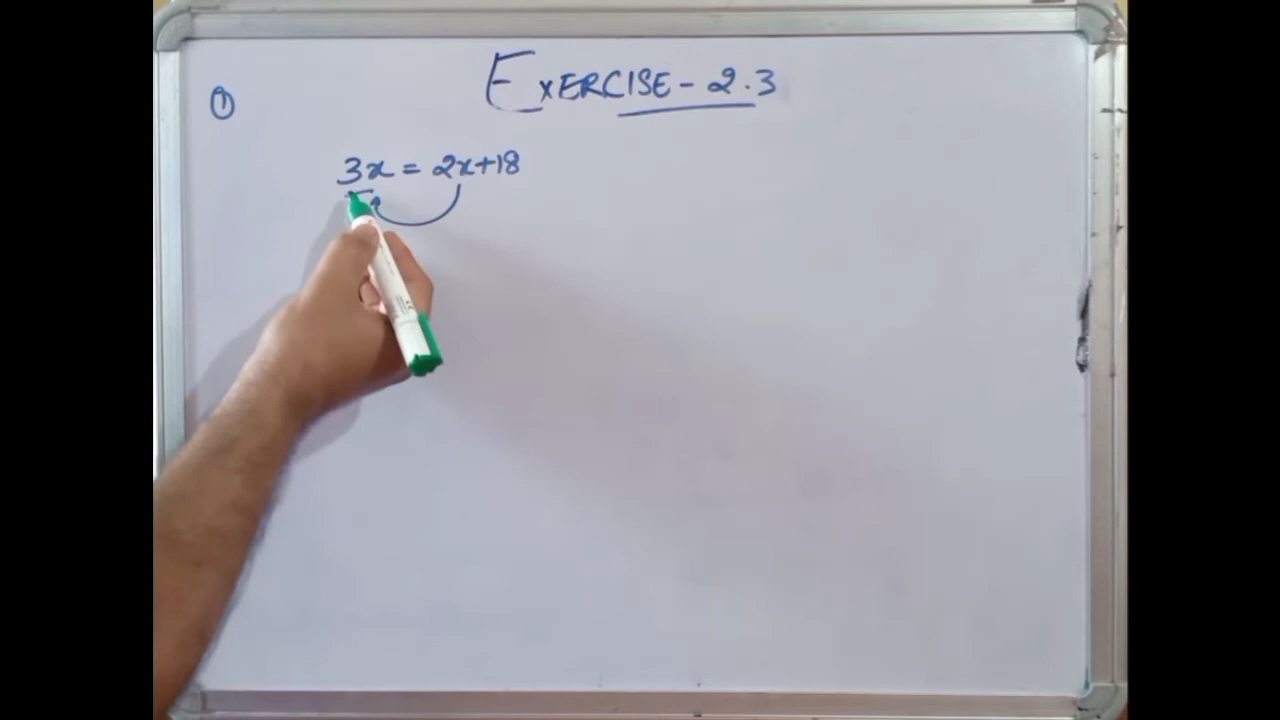 EXERCISE - 2.3
①
3x = 2x+18